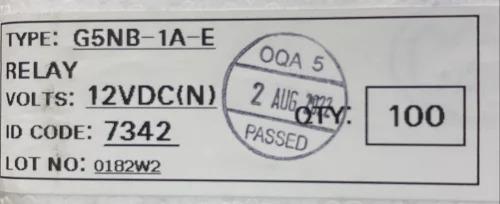 TYPE: G5NB-1A-E
RELAY
VOLTS: 12VDC(N)
ID CODE: 7342
LOT NO: 0182W2
OQA 5
2 AUG 2022
PASSED
QTY: 100